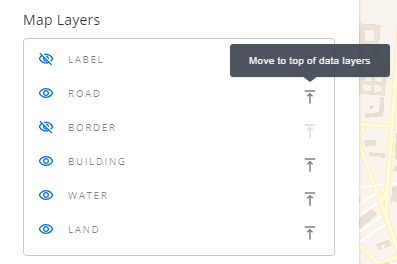 Map Layers
LABEL
Move to top of data layers
ROAD
BORDER
BUILDING
WATER
LAND